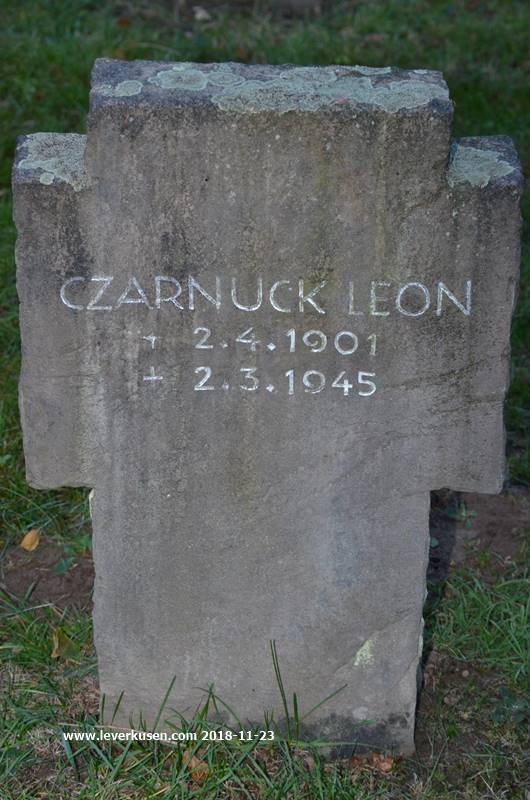 CZARNUCK LEON
+ 2.4.1901
+ 2.3.1945
www.leverkusen.com 2018-11-23